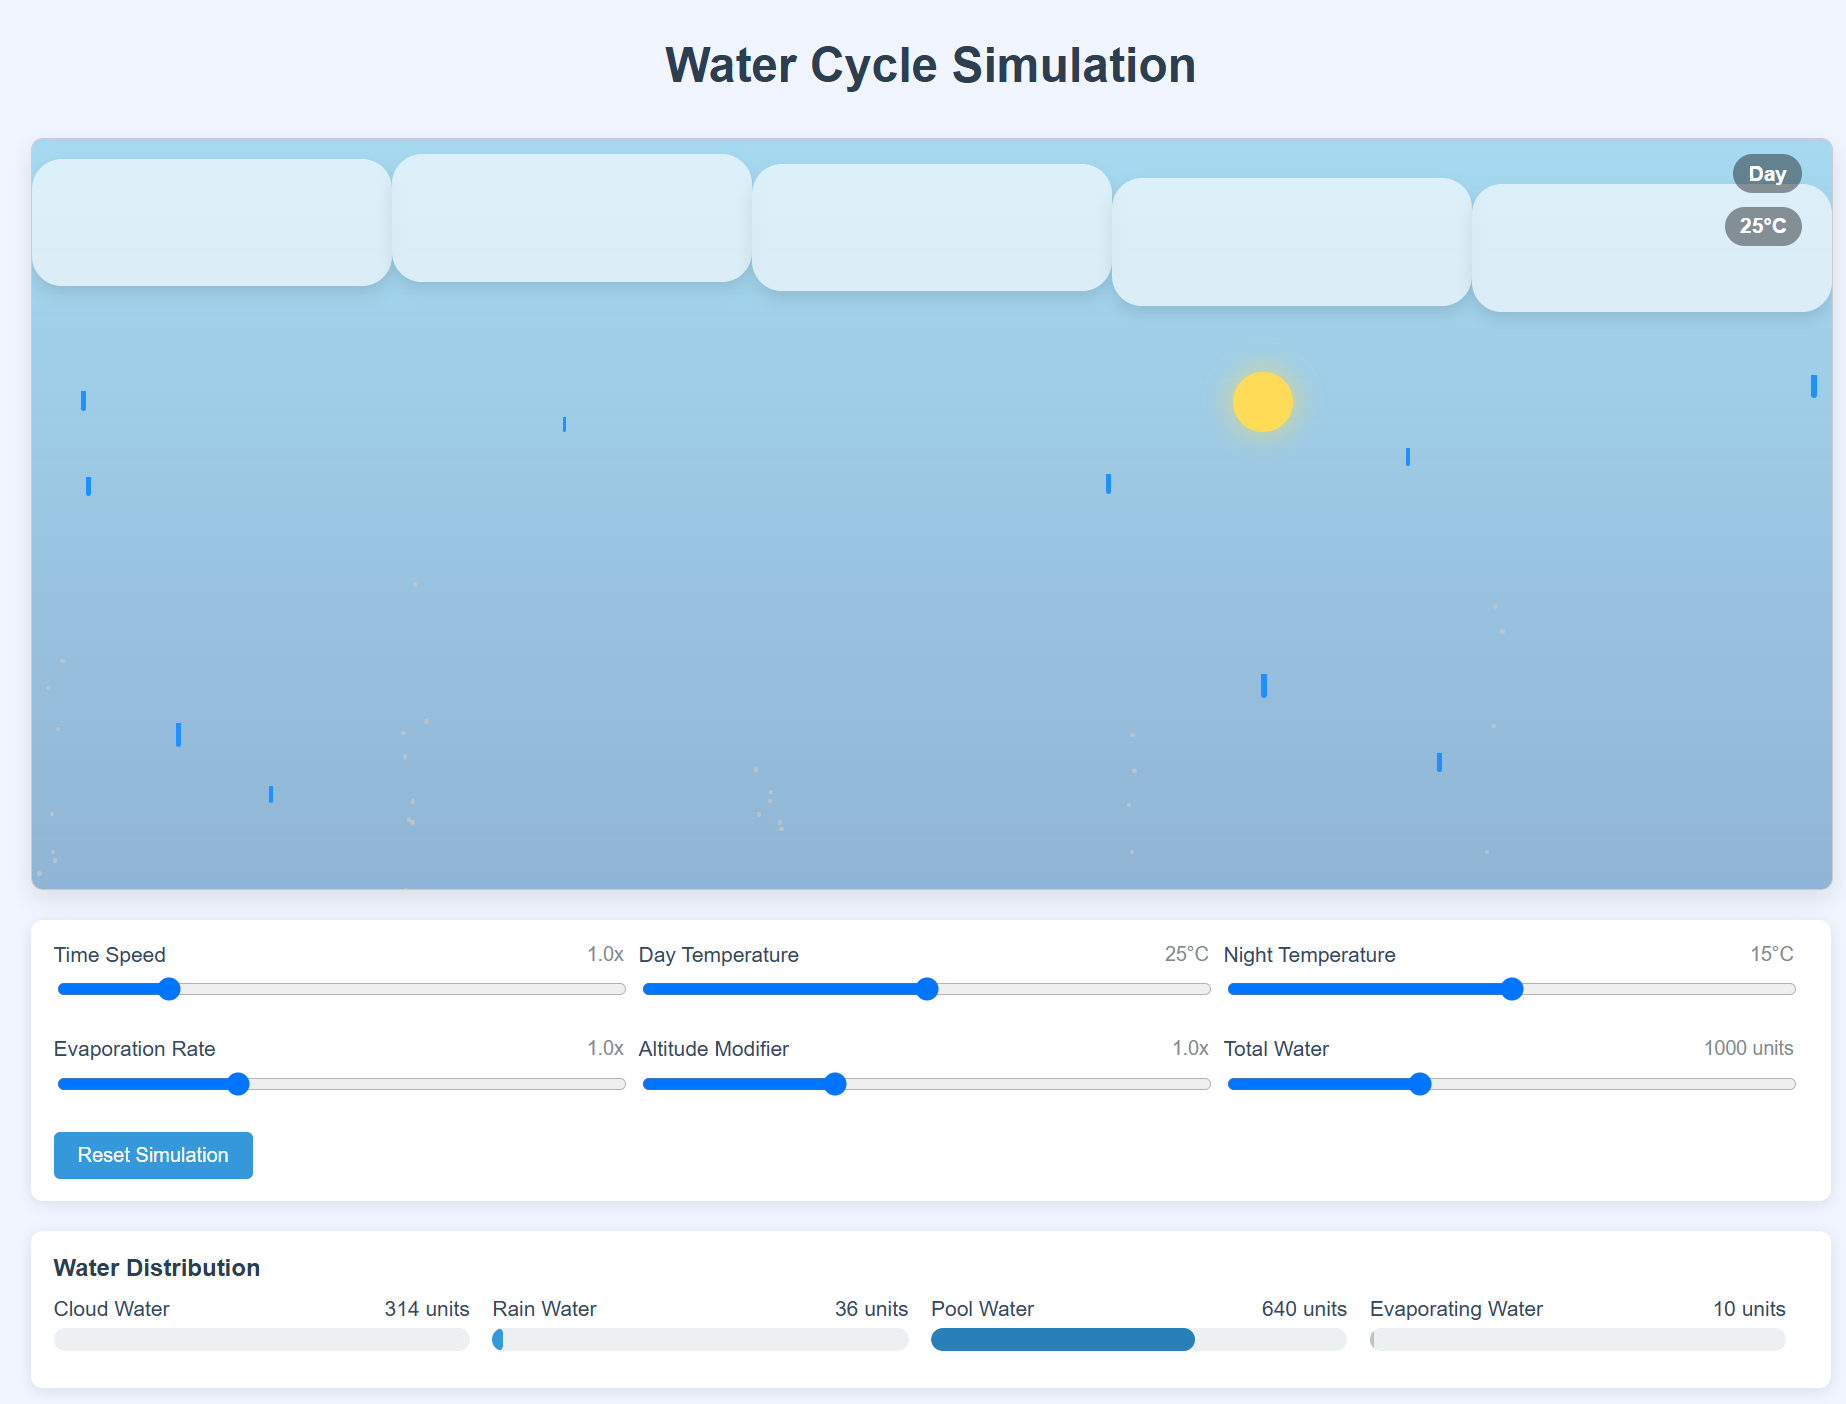 Water Cycle Simulation
Day
25°C
Time Speed 1.0x
Day Temperature 25°C
Night Temperature 15°C
Evaporation Rate 1.0x
Altitude Modifier 1.0x
Total Water 1000 units
Reset Simulation
Water Distribution
Cloud Water 314 units
Rain Water 36 units
Pool Water 640 units
Evaporating Water 10 units